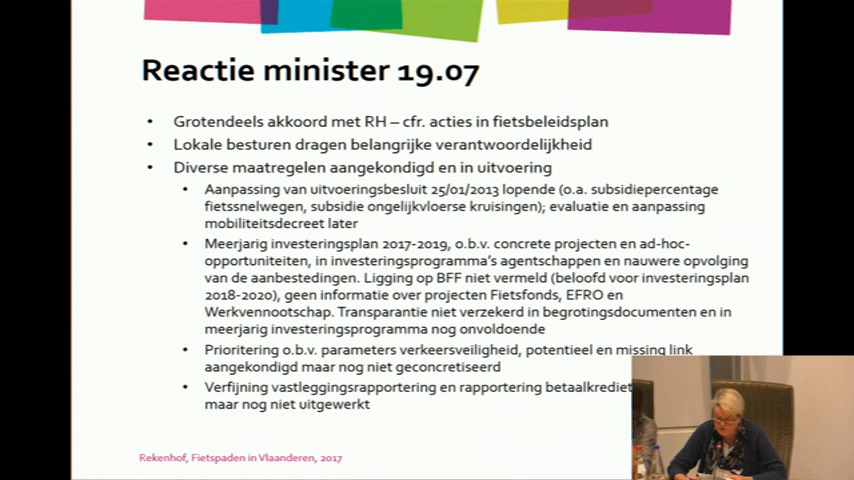 Reactie minister 19.07
• Grotendeels akkoord met RH – cfr. acties in fietsbeleidsplan
• Lokale besturen dragen belangrijke verantwoordelijkheid
• Diverse maatregelen aangekondigd en in uitvoering
• Aanpassing van uitvoeringsbesluit 25/01/2013 lopende (o.a. subsidiepercentage
fietssnelwegen, subsidie ongelijkvloerse kruisingen); evaluatie en aanpassing
mobiliteitsdecreet later
• Meerjarig investeringsplan 2017-2019, o.b.v. concrete projecten en ad-hoc-
opportuniteiten, in investeringsprogramma's agentschappen en nauwere opvolging
van de aanbestedingen. Ligging op BFF niet vermeld (beloofd voor investeringsplan
2018-2020), geen informatie over projecten Fietsfonds, EFRO en
Werkvennootschap. Transparantie niet verzekerd in begrotingsdocumenten en in
meerjarig investeringsprogramma nog onvoldoende
• Prioritering o.b.v. parameters verkeersveiligheid, potentieel en missing link
aangekondigd maar nog niet geconcretiseerd
• Verfijning vastleggingsrapportering en rapportering betaalkrediet
maar nog niet uitgewerkt
Rekenhof, Fietspaden in Vlaanderen, 2017